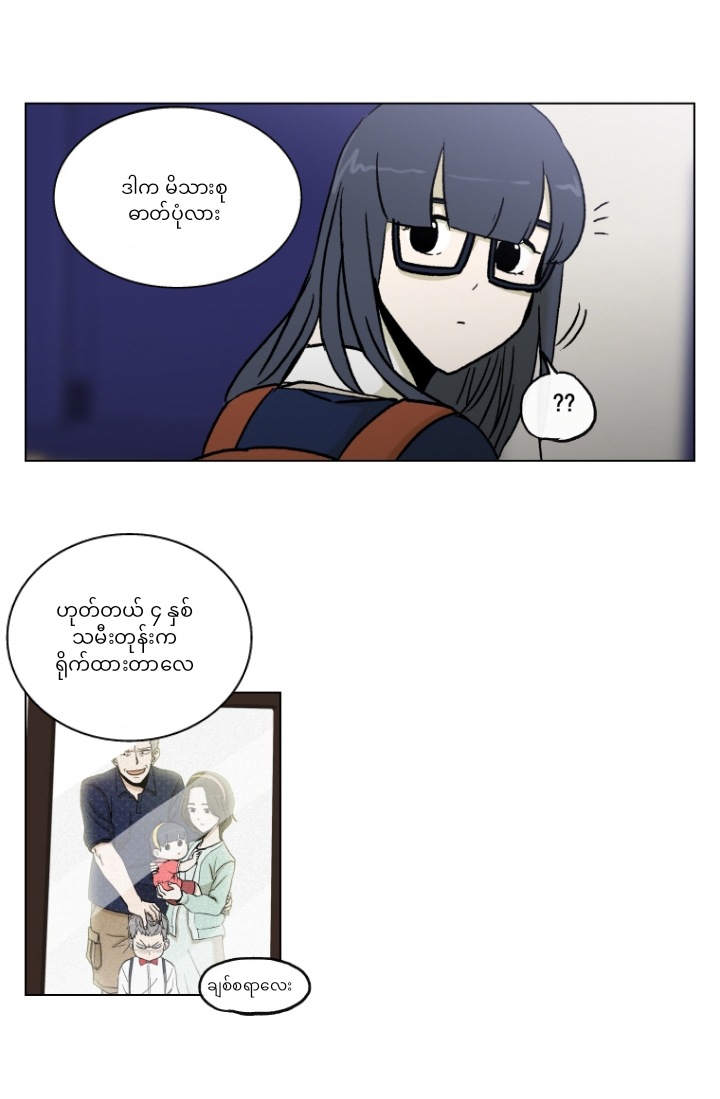 ဒါက မိသားစု
ဓာတ်ပုံလား
??
ဟုတ်တယ် ၄ နှစ်
သမီးတုန်းက
ရိုက်ထားတာလေ
ချစ်စရာလေး